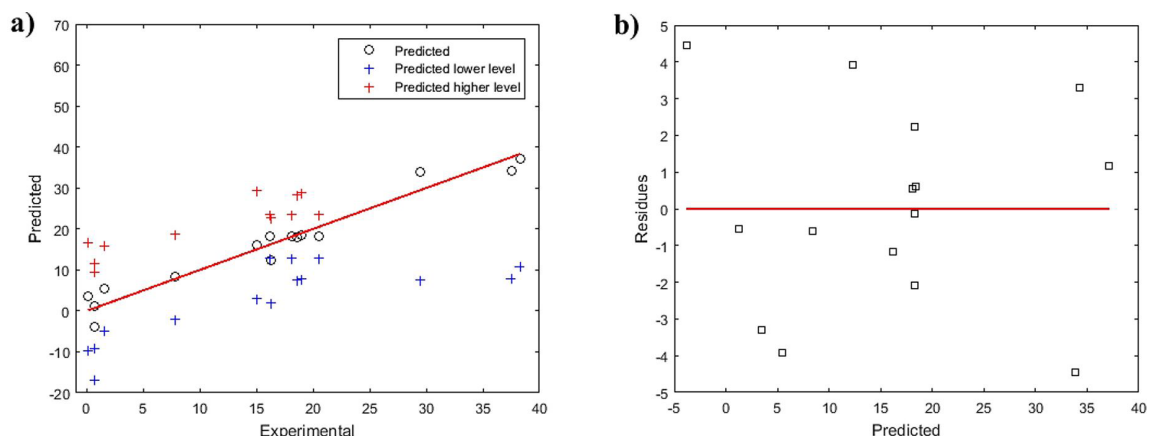 a)
70
60
50
40
30
20
10
0
-10
-20
Predicted
0 5 10 15 20 25 30 35 40
Experimental
Predicted
Predicted lower level
Predicted higher level
b)
5
4
3
2
1
0
-1
-2
-3
-4
-5
Residues
-5 0 5 10 15 20 25 30 35 40
Predicted